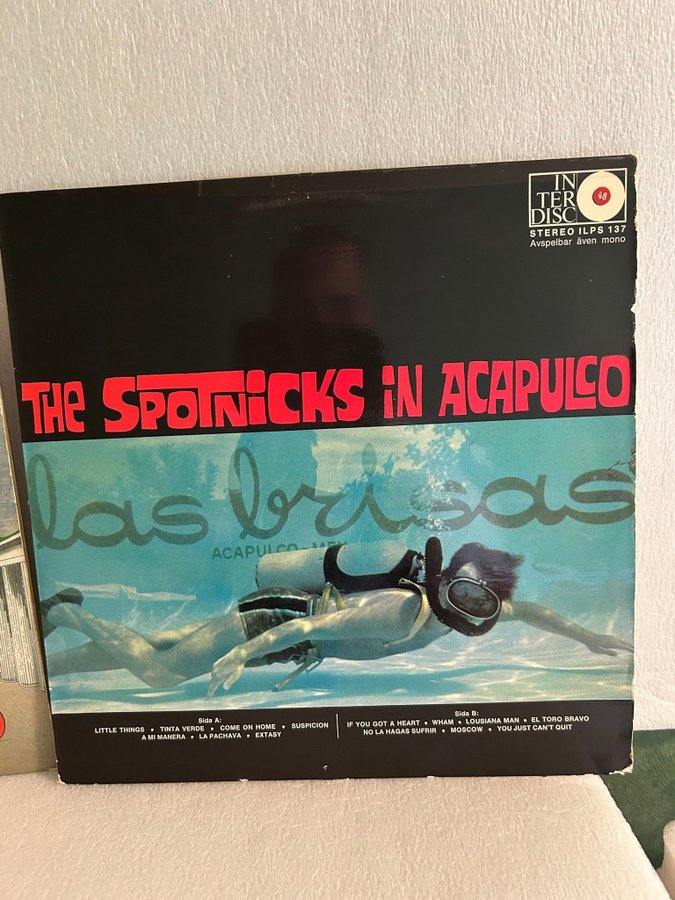 IN
TER
DISC
48
STEREO ILPS 137
Avspelbar även mono
THE SPOTNICKS IN ACAPULCO
las brisas
ACAPULCO - MEX
Sida A:
LITTLE THINGS • TINTA VERDE • COME ON HOME • SUSPICION
A MI MANERA • LA PACHAVA • EXTASY
Sida B:
IF YOU GOT A HEART • WHAM • LOUSIANA MAN • EL TORO BRAVO
NO LA HAGAS SUFRIR • MOSCOW • YOU JUST CAN'T QUIT